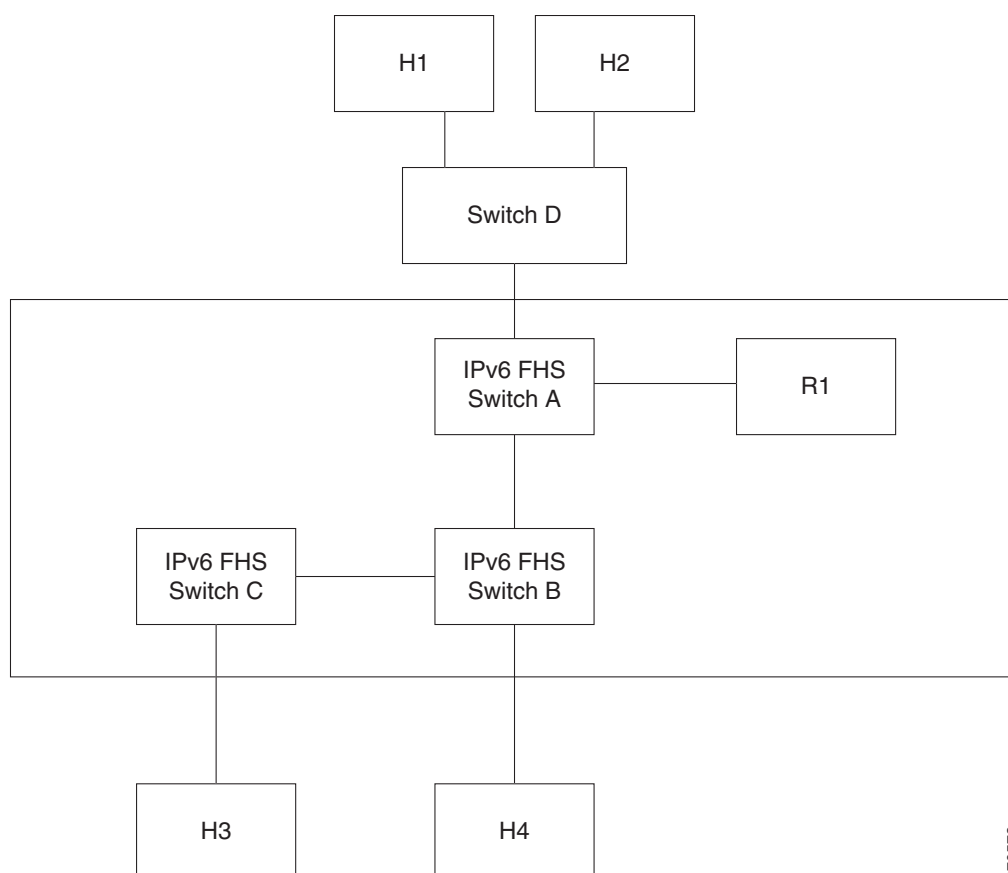 H1
H2
Switch D
IPv6 FHS
Switch A
R1
IPv6 FHS
Switch C
IPv6 FHS
Switch B
H3
H4